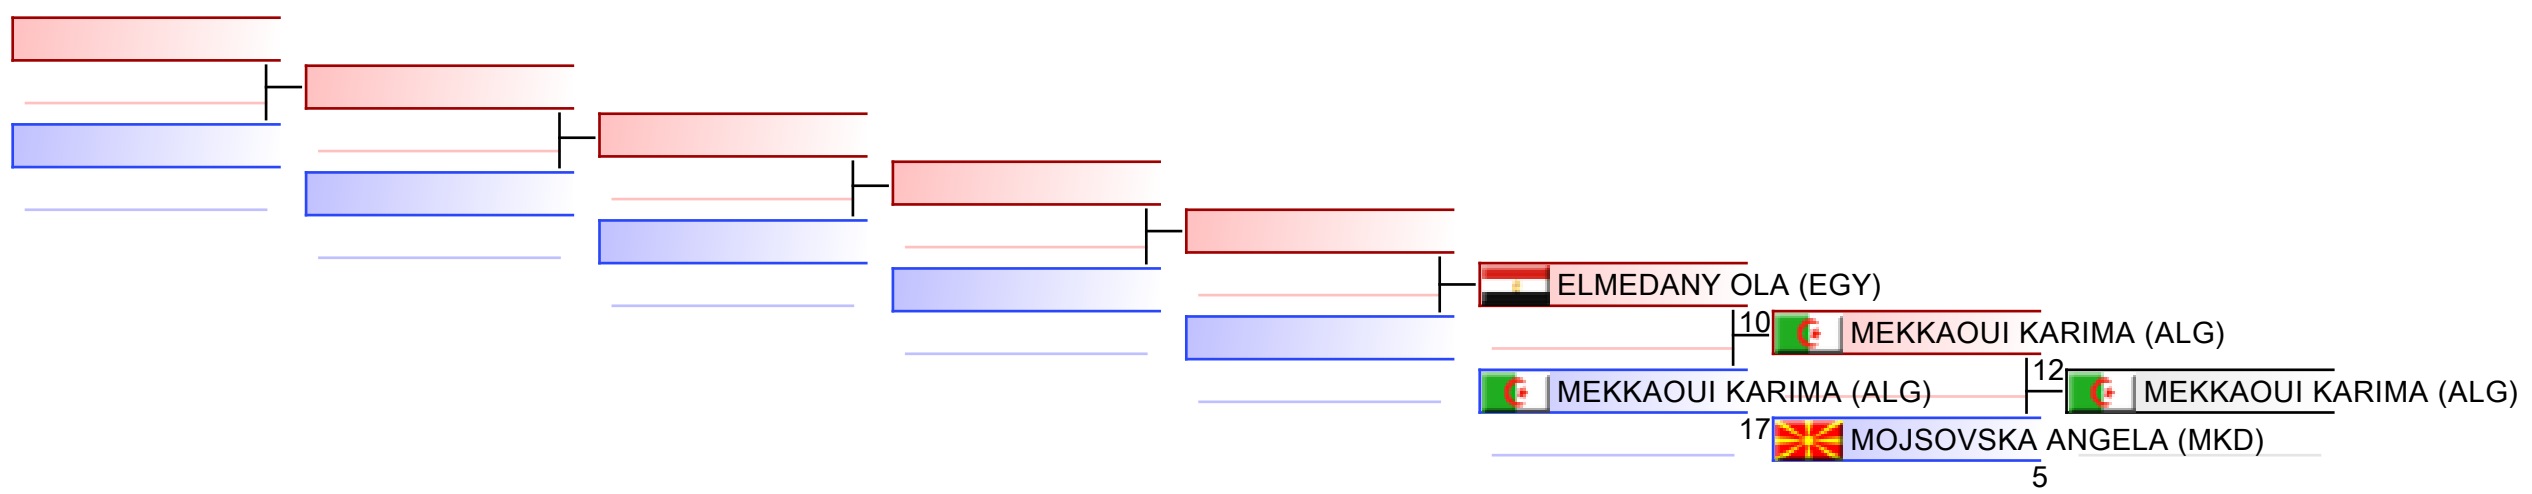 ELMEDANY OLA (EGY)
10
MEKKAOUI KARIMA (ALG)
12
MEKKAOUI KARIMA (ALG)
MEKKAOUI KARIMA (ALG)
17
MOJSOVSKA ANGELA (MKD)
5